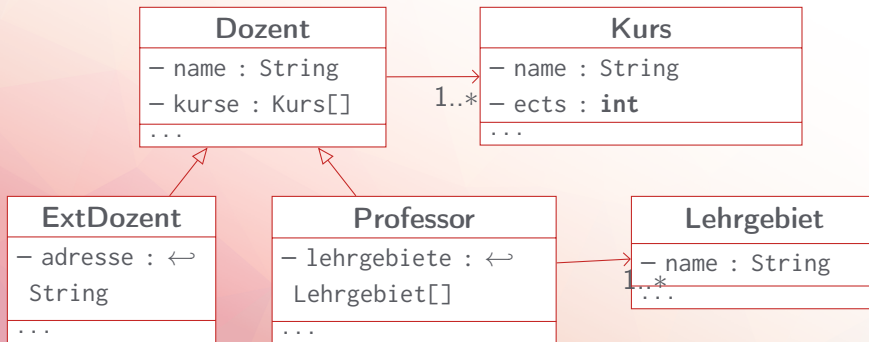 Dozent
– name : String
– kurse : Kurs[]
...
Kurs
– name : String
– ects : int
...
1..*
ExtDozent
– adresse : ↩
String
...
Professor
– lehrgebiete : ↩
Lehrgebiet[]
...
Lehrgebiet
– name : String
...
1..*